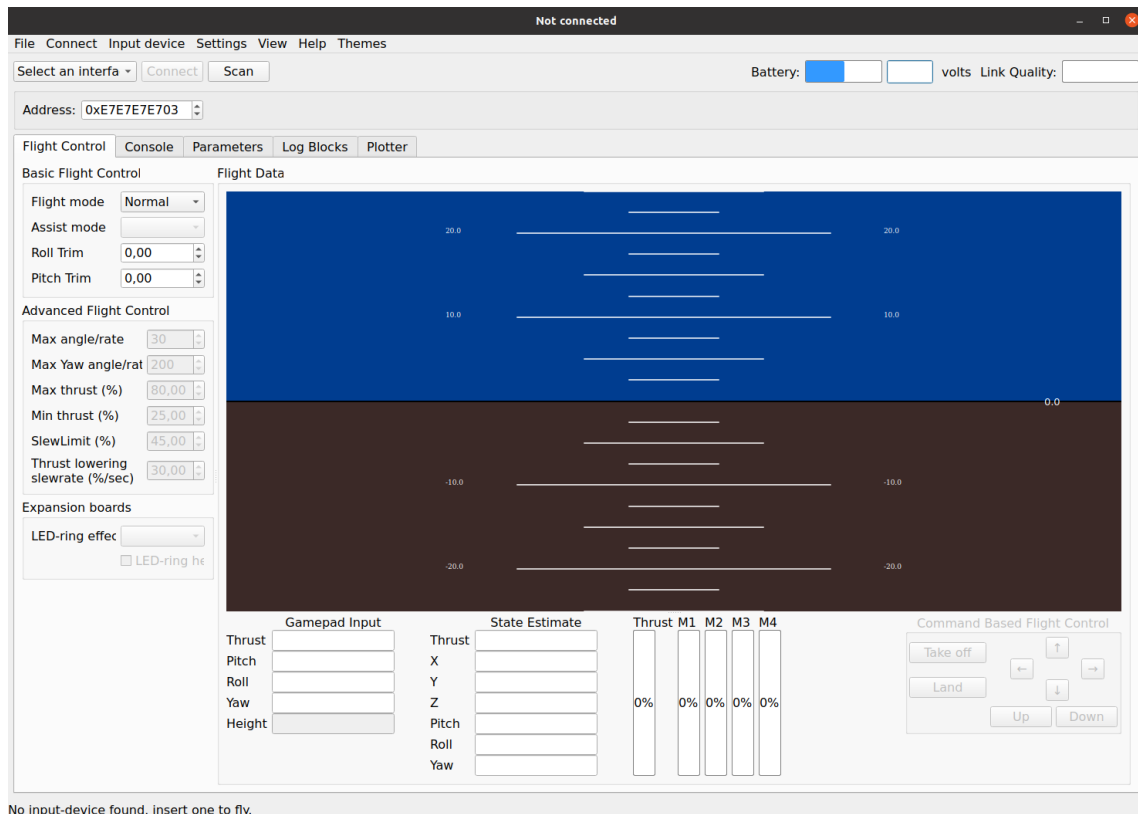 Not connected
File Connect Input device Settings View Help Themes
Select an interfa Connect Scan Battery: volts Link Quality:
Address: 0xE7E7E7E703
Flight Control Console Parameters Log Blocks Plotter
Basic Flight Control
Flight mode Normal
Assist mode
Roll Trim 0,00
Pitch Trim 0,00
Advanced Flight Control
Max angle/rate 30
Max Yaw angle/rat 200
Max thrust (%) 80,00
Min thrust (%) 25,00
SlewLimit (%) 45,00
Thrust lowering
slewrate (%/sec) 30,00
Expansion boards
LED-ring effec
LED-ring he
Flight Data
20.0 20.0
10.0 10.0
0.0
-10.0 -10.0
-20.0 -20.0
Gamepad Input
Thrust
Pitch
Roll
Yaw
Height
State Estimate
Thrust
X
Y
Z
Pitch
Roll
Yaw
Thrust M1 M2 M3 M4
0% 0% 0% 0% 0%
Command Based Flight Control
Take off ↑
← →
Land ↓
Up Down
No input-device found, insert one to fly.